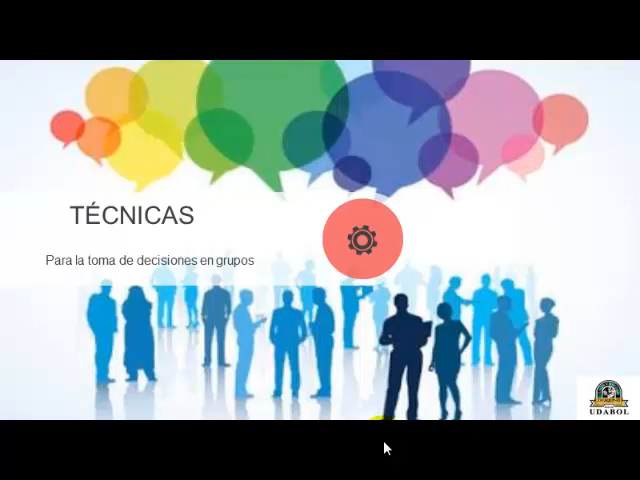 TÉCNICAS
Para la toma de decisiones en grupos
UDABOL